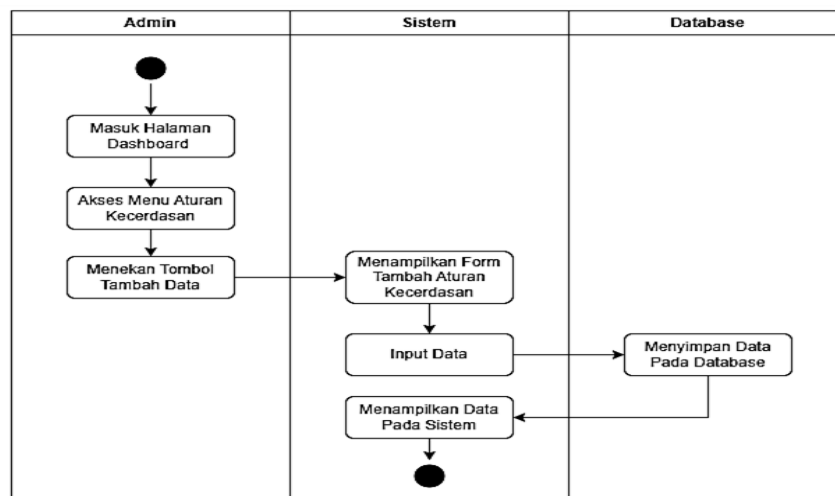 Admin
Sistem
Database
Masuk Halaman
Dashboard
Akses Menu Aturan
Kecerdasan
Menekan Tombol
Tambah Data
Menampilkan Form
Tambah Aturan
Kecerdasan
Input Data
Menyimpan Data
Pada Database
Menampilkan Data
Pada Sistem